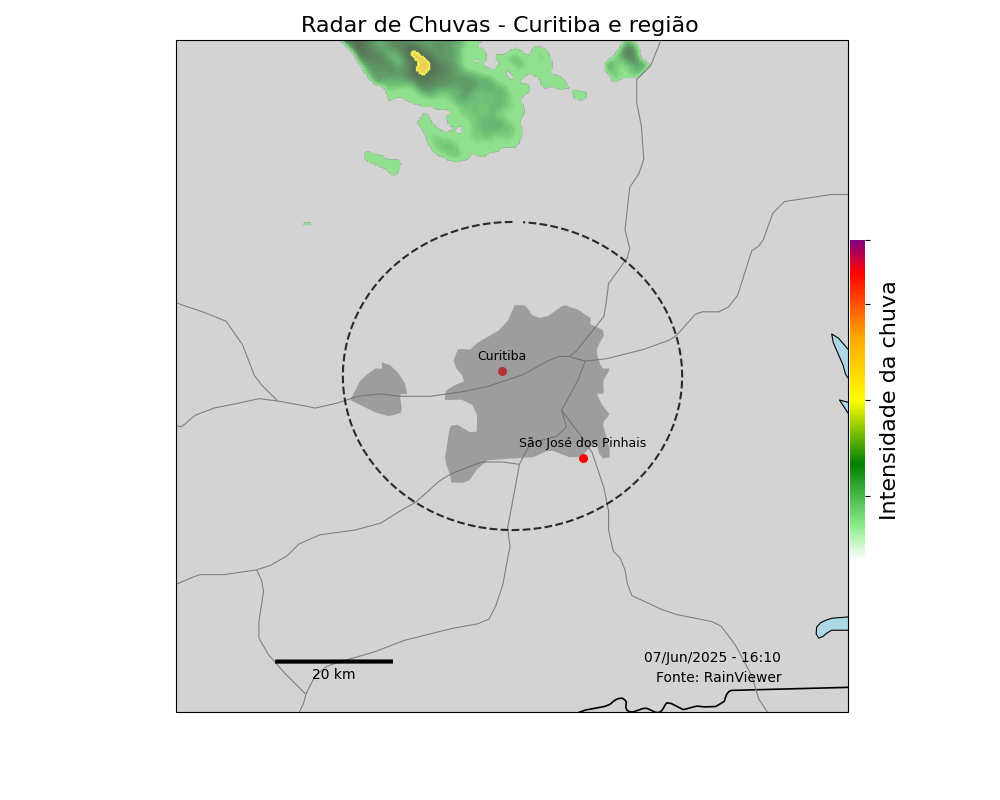 Radar de Chuvas - Curitiba e região
Curitiba
São José dos Pinhais
Intensidade da chuva
07/Jun/2025 - 16:10
20 km
Fonte: RainViewer